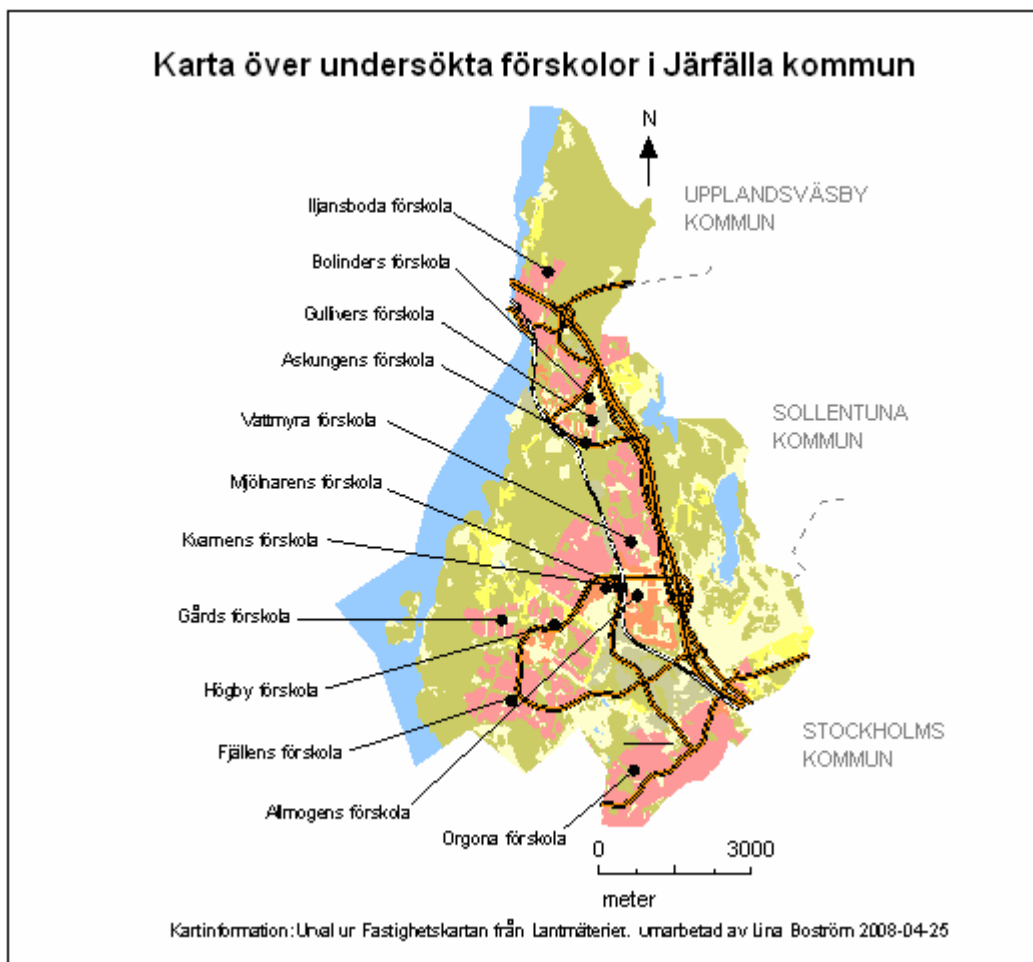 Karta över undersökta förskolor i Järfälla kommun
N
UPPLANDSVÄSBY
KOMMUN
Iljansboda förskola
Bolinders förskola
Gullivers förskola
Askungens förskola
Vattmyra förskola
SOLLENTUNA
KOMMUN
Mjölnarens förskola
Kvarnens förskola
Gårds förskola
Högby förskola
Fjällens förskola
STOCKHOLMS
KOMMUN
Allmogens förskola
Orgona förskola
0 3000
meter
Kartinformation: Urval ur Fastighetskartan från Lantmäteriet. umarbetad av Lina Boström 2008-04-25